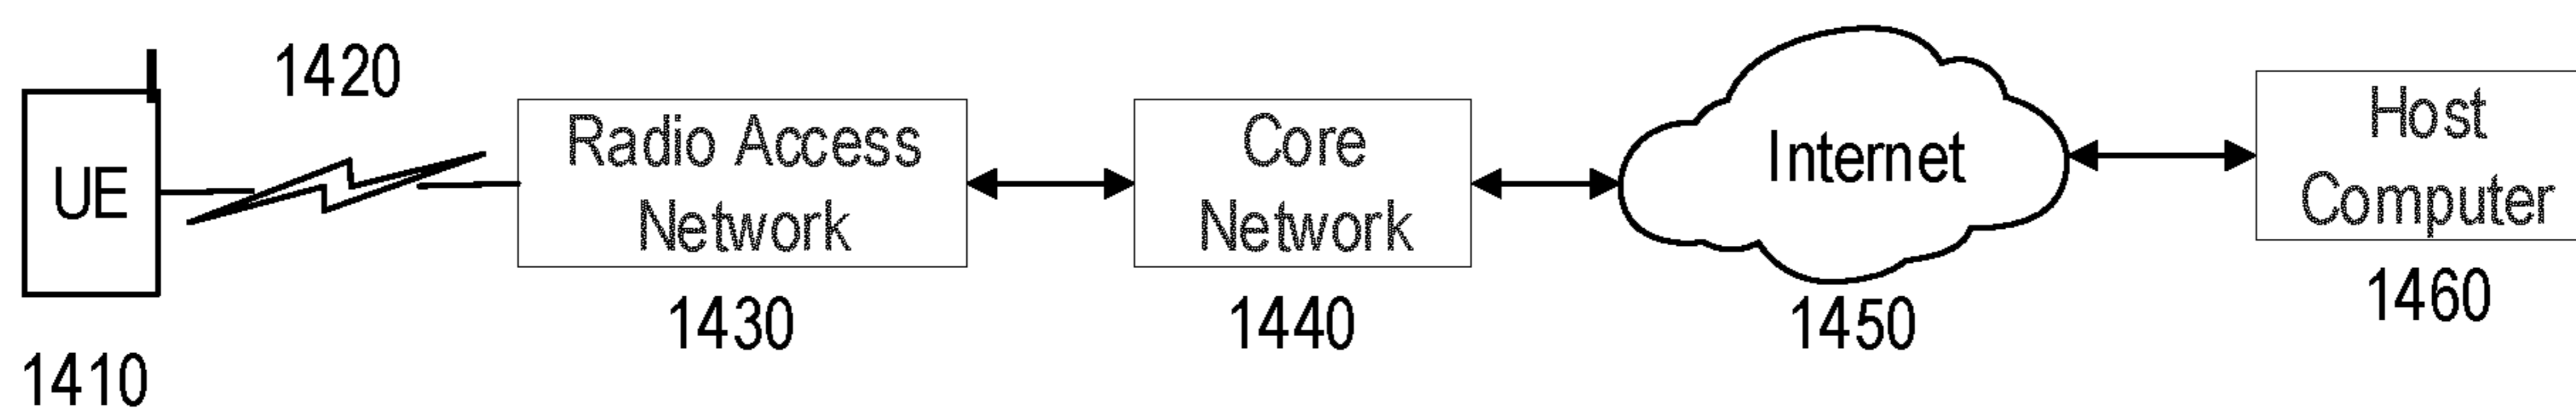 1420
UE
1410
Radio Access
Network
1430
Core
Network
1440
Internet
1450
Host
Computer
1460